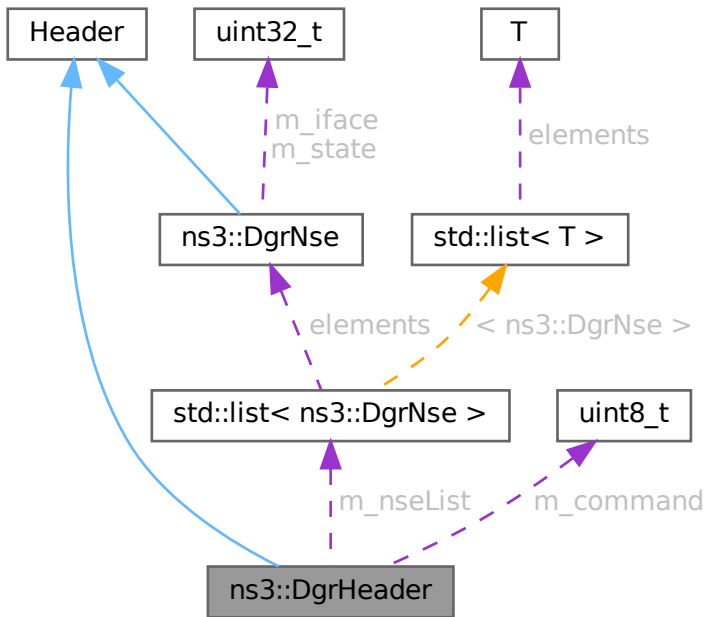 Header
uint32_t
T
m_iface
m_state
elements
ns3::DgrNse
std::list< T >
elements
< ns3::DgrNse >
std::list< ns3::DgrNse >
uint8_t
m_nseList
m_command
ns3::DgrHeader